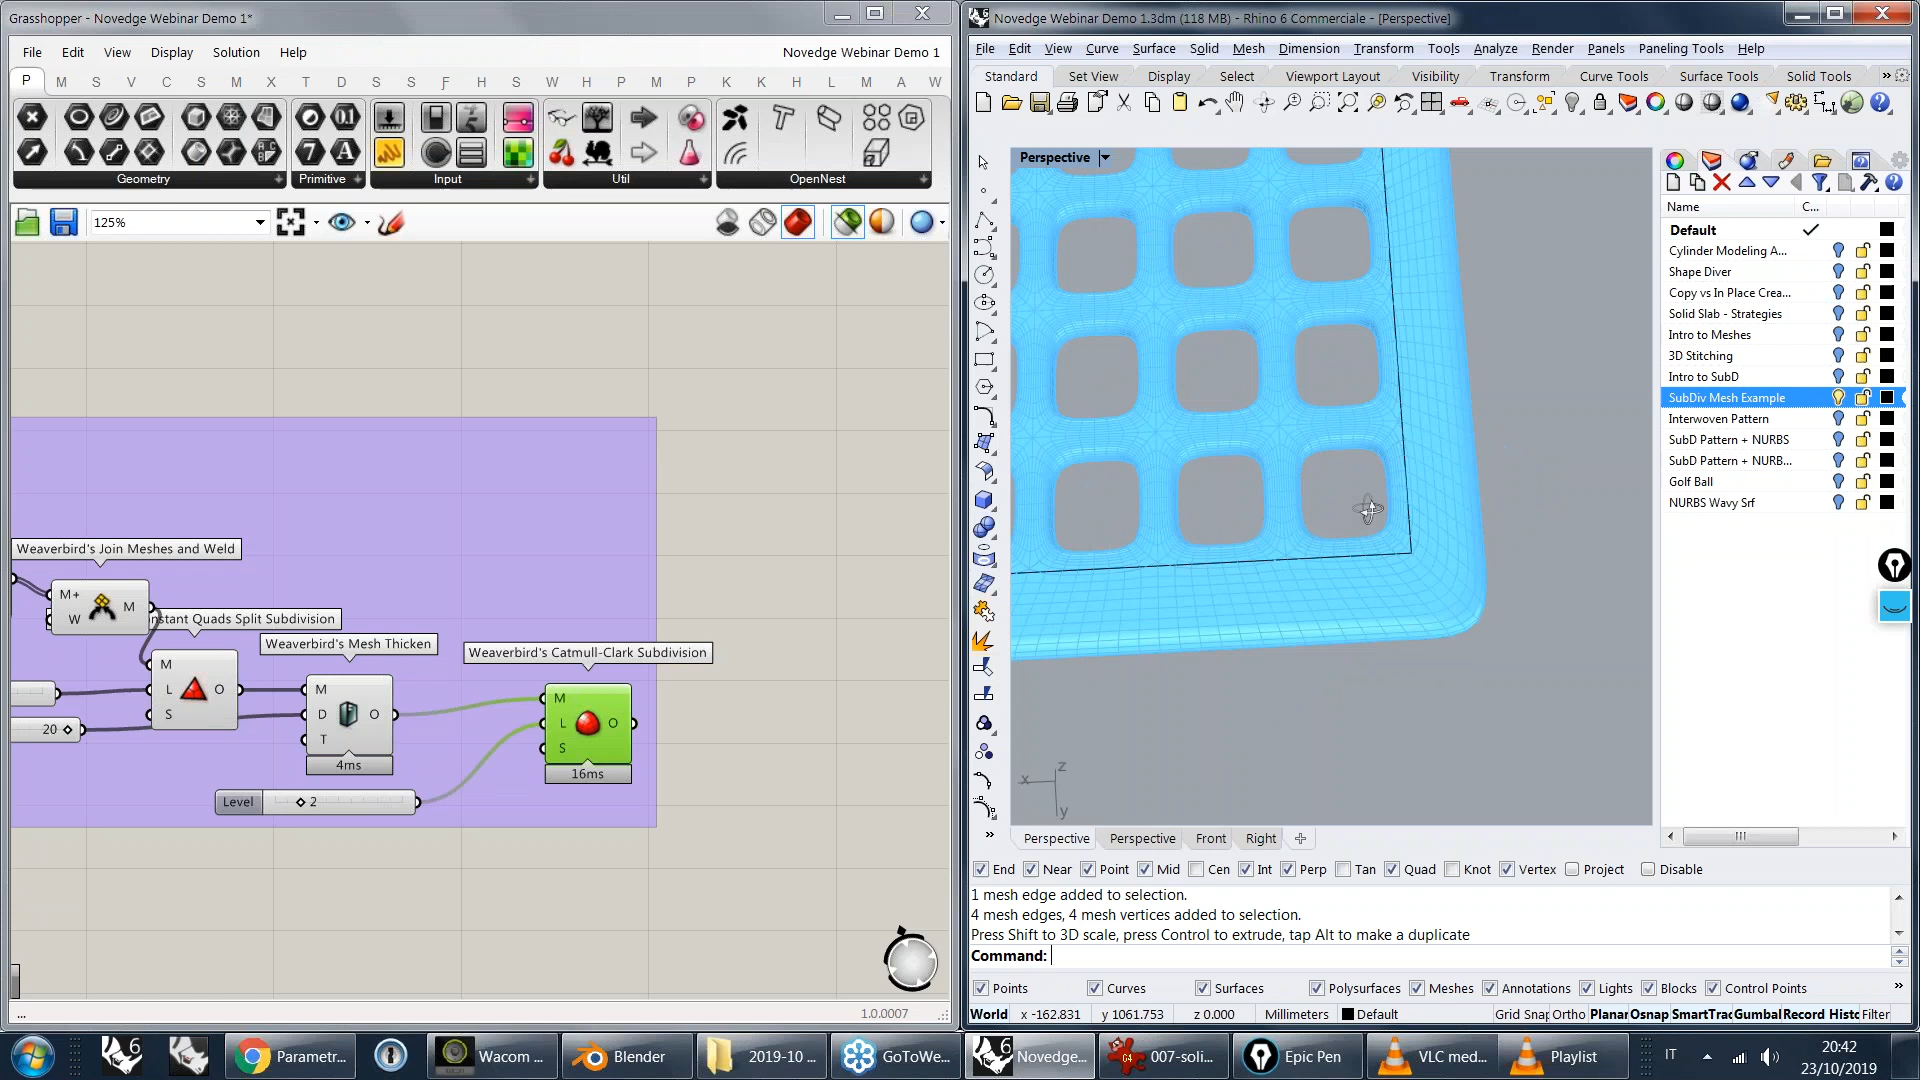 Grasshopper - Novedge Webinar Demo 1*
File Edit View Display Solution Help
Novedge Webinar Demo 1
P M S V C S M X T D S S F H S W H P M P K K H L M A W
Geometry
Primitive
Input
Util
OpenNest
125%
Weaverbird's Join Meshes and Weld
M+
W
M
nstant Quads Split Subdivision
Weaverbird's Mesh Thicken
Weaverbird's Catmull-Clark Subdivision
M
L
S
O
M
D
T
O
4ms
M
L
S
O
16ms
20
Level
2
...
1.0.0007
Novedge Webinar Demo 1.3dm (118 MB) - Rhino 6 Commerciale - [Perspective]
File Edit View Curve Surface Solid Mesh Dimension Transform Tools Analyze Render Panels Paneling Tools Help
Standard Set View Display Select Viewport Layout Visibility Transform Curve Tools Surface Tools Solid Tools »
Perspective
x
z
y
Name
C...
Default
Cylinder Modeling A...
Shape Diver
Copy vs In Place Crea...
Solid Slab - Strategies
Intro to Meshes
3D Stitching
Intro to SubD
SubDiv Mesh Example
Interwoven Pattern
SubD Pattern + NURBS
SubD Pattern + NURB...
Golf Ball
NURBS Wavy Srf
Perspective Perspective Front Right
End Near Point Mid Cen Int Perp Tan Quad Knot Vertex Project Disable
1 mesh edge added to selection.
4 mesh edges, 4 mesh vertices added to selection.
Press Shift to 3D scale, press Control to extrude, tap Alt to make a duplicate
Command:
Points Curves Surfaces Polysurfaces Meshes Annotations Lights Blocks Control Points »
World x -162.831 y 1061.753 z 0.000 Millimeters Default Grid Snap Ortho Planar Osnap SmartTrac Gumbal Record Histo Filter
6
Parametr...
Wacom ...
Blender
2019-10 ...
GoToWe...
Novedge...
007-soli...
Epic Pen
VLC med...
Playlist
IT
20:42
23/10/2019